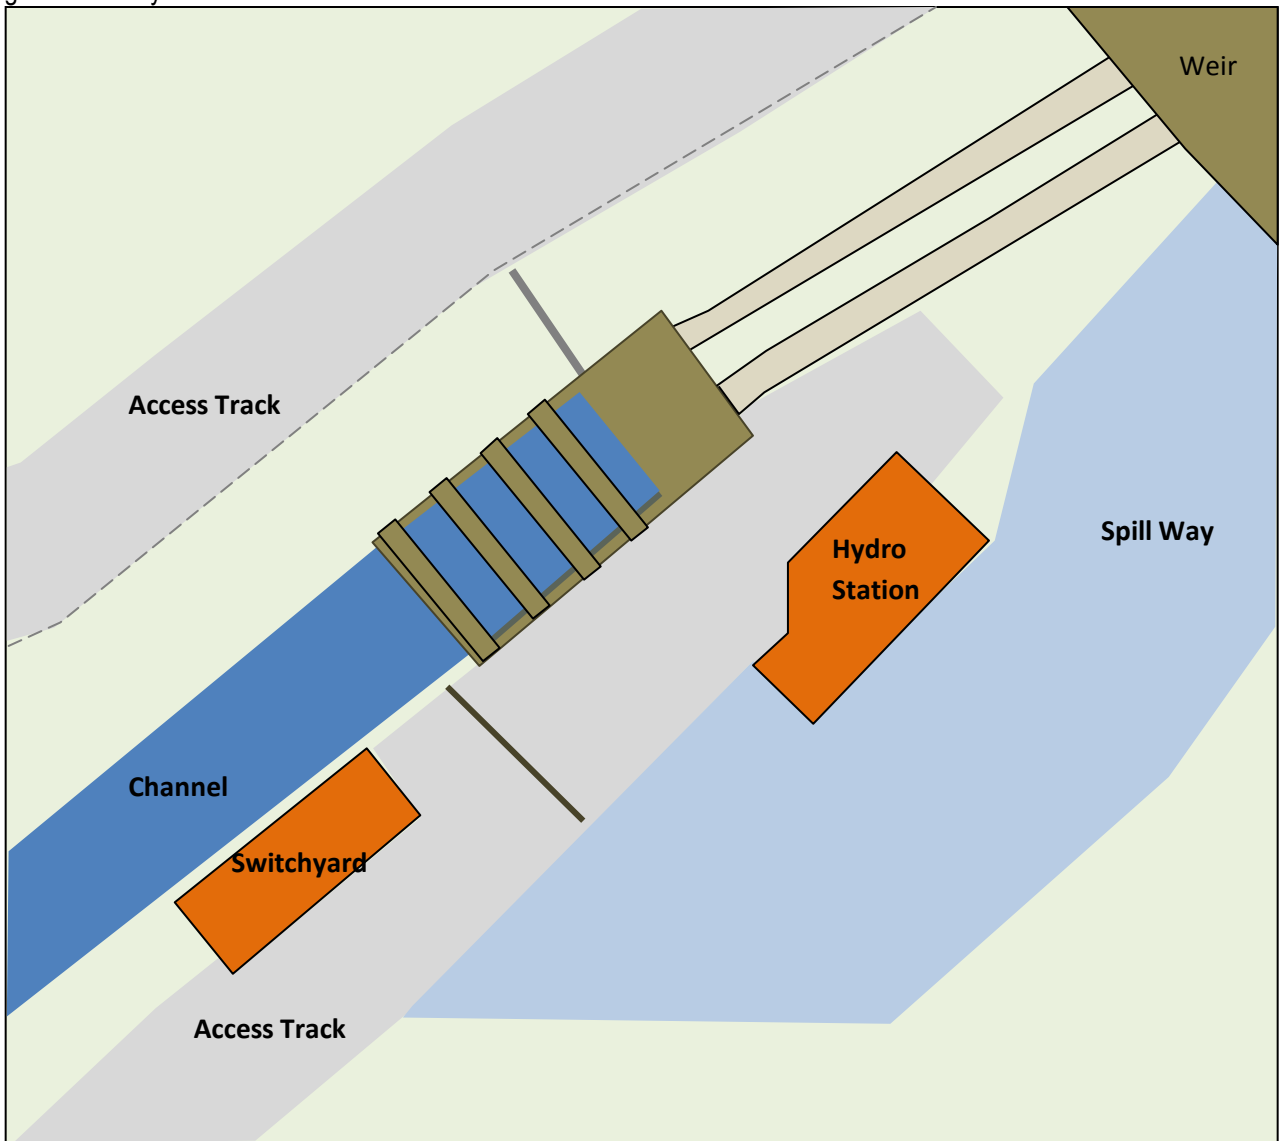 Weir
Access Track
Spill Way
Hydro
Station
Channel
Switchyard
Access Track